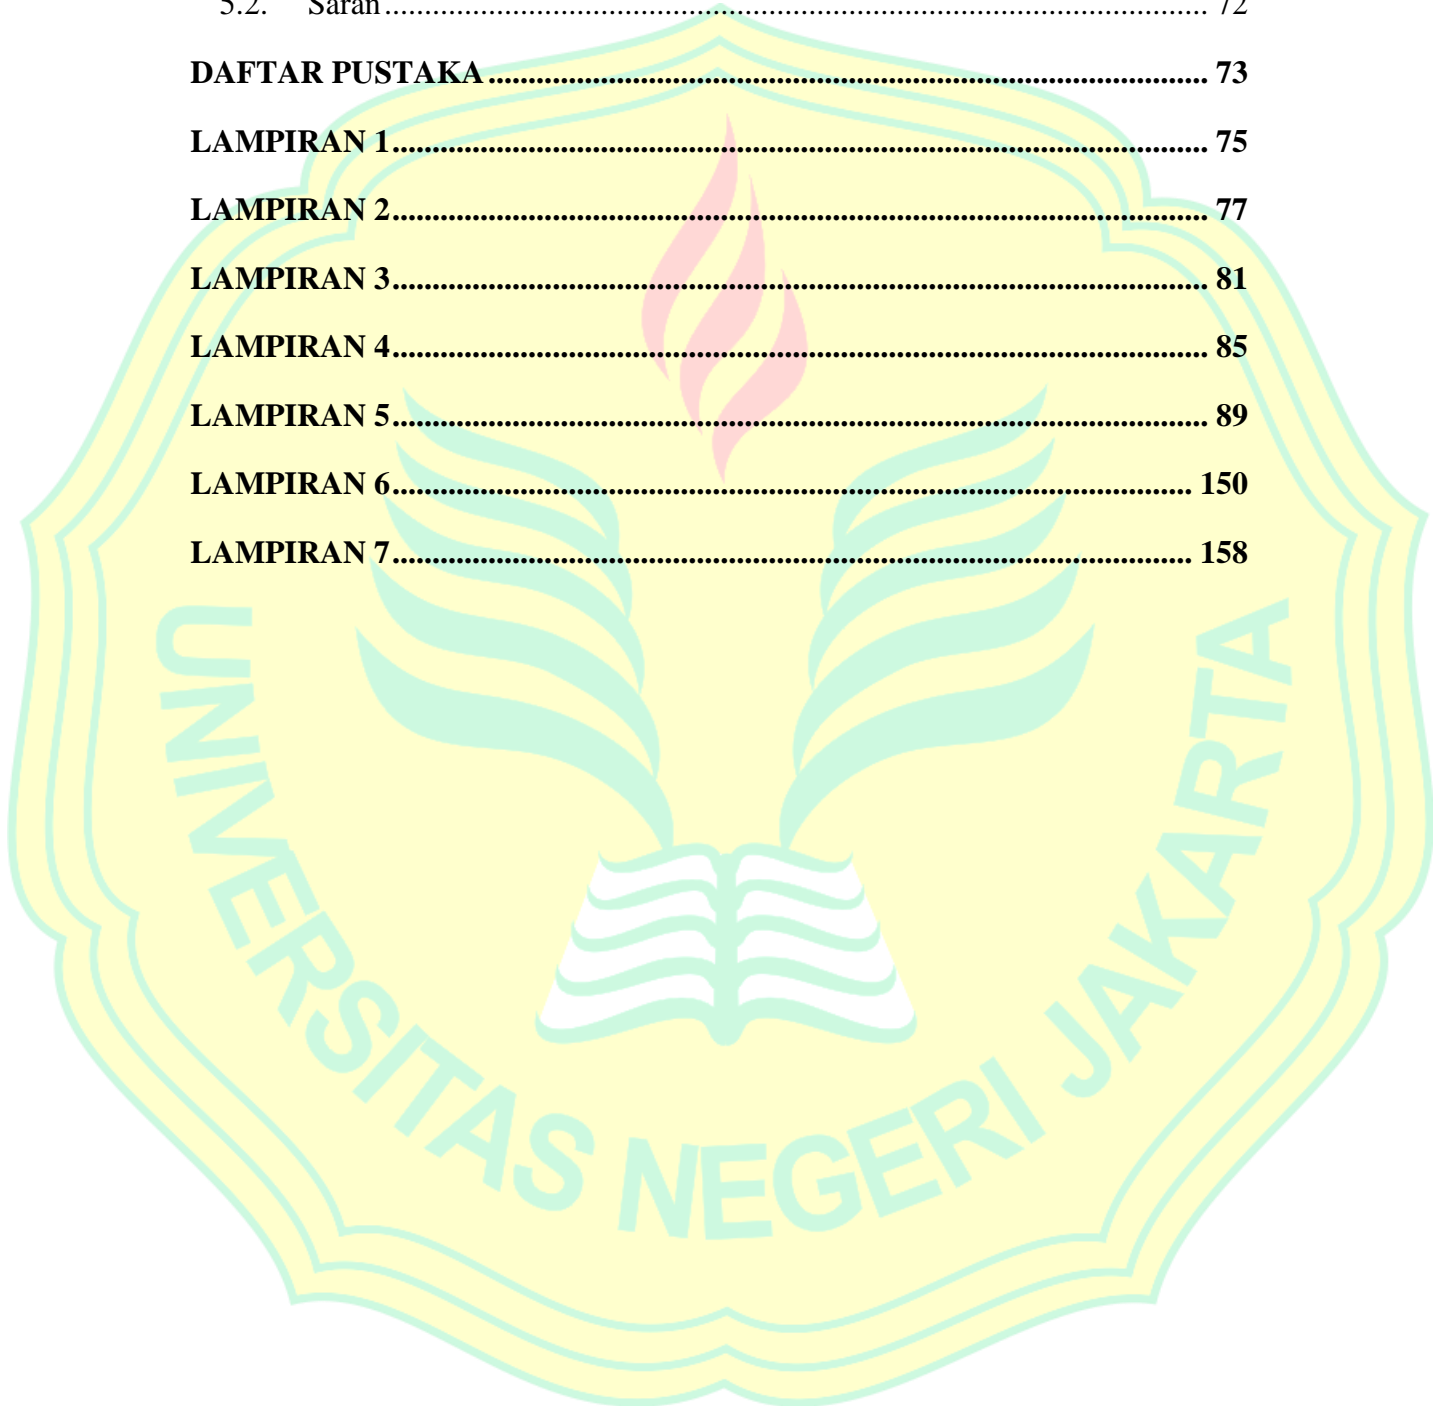 5.2. Saran ........................................................................................................ 72
DAFTAR PUSTAKA ........................................................................................... 73
LAMPIRAN 1 ....................................................................................................... 75
LAMPIRAN 2 ....................................................................................................... 77
LAMPIRAN 3 ....................................................................................................... 81
LAMPIRAN 4 ....................................................................................................... 85
LAMPIRAN 5 ....................................................................................................... 89
LAMPIRAN 6 ..................................................................................................... 150
LAMPIRAN 7 ..................................................................................................... 158
UNIVERSITAS NEGERI JAKARTA